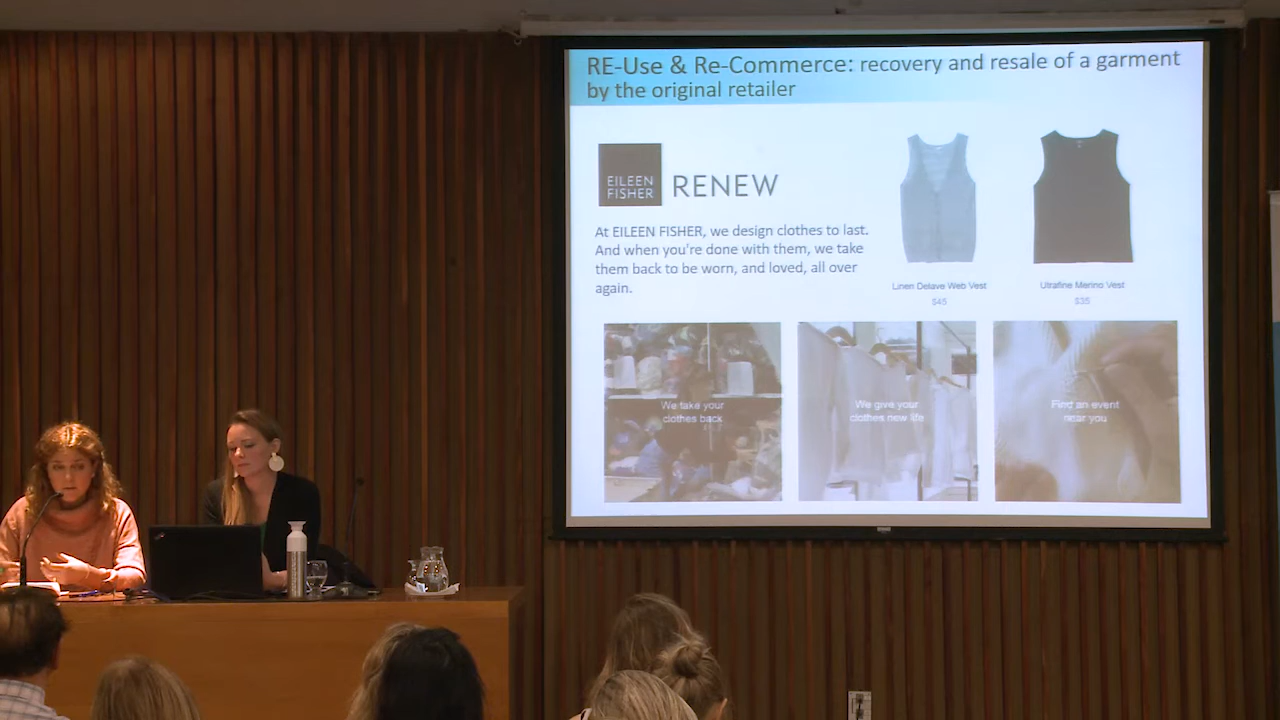 RE-Use & Re-Commerce: recovery and resale of a garment
by the original retailer
EILEEN
FISHER
RENEW
At EILEEN FISHER, we design clothes to last.
And when you're done with them, we take
them back to be worn, and loved, all over
again.
Linen Delave Web Vest
$45
Ultrafine Merino Vest
$35
We take your
clothes back
We give your
clothes new life
Find an event
near you